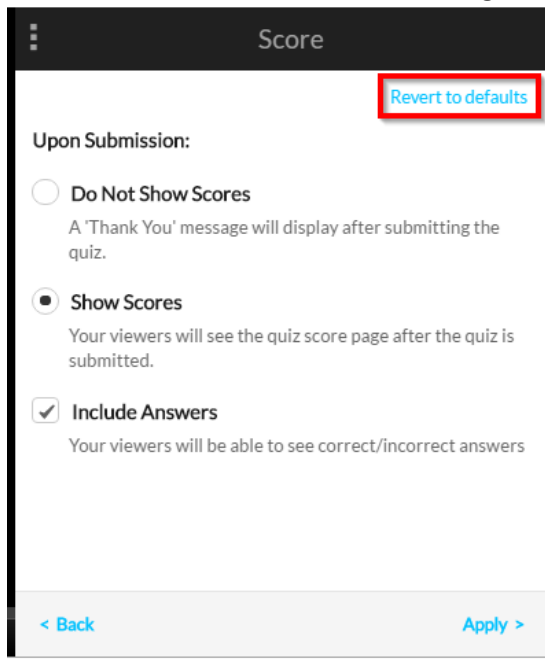 Score
Revert to defaults
Upon Submission:
Do Not Show Scores
A 'Thank You' message will display after submitting the
quiz.
Show Scores
Your viewers will see the quiz score page after the quiz is
submitted.
Include Answers
Your viewers will be able to see correct/incorrect answers
< Back
Apply >